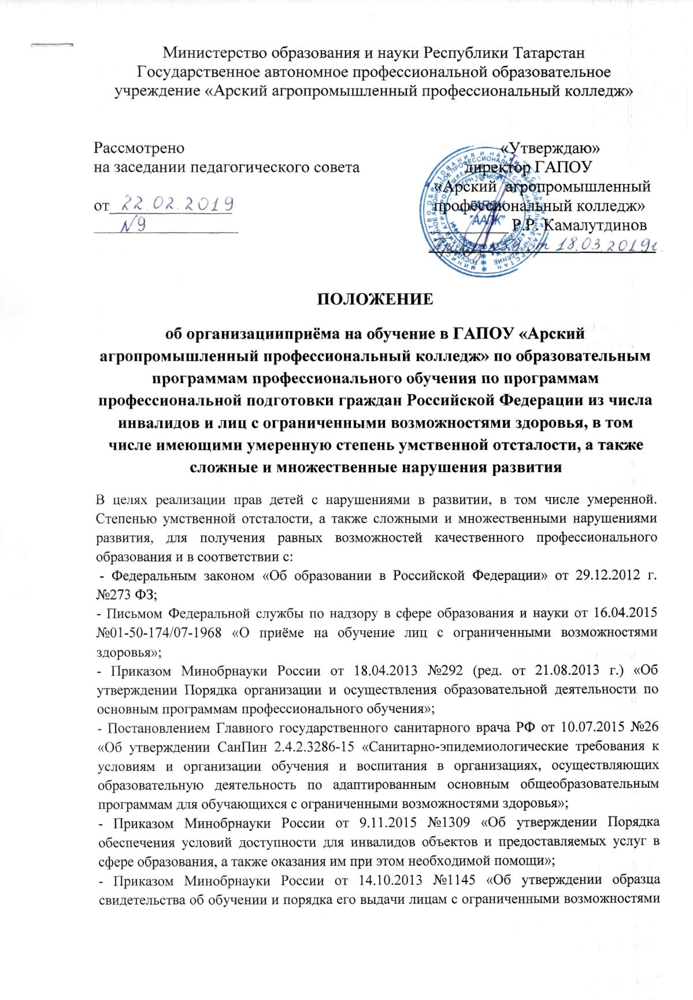 Министерство образования и науки Республики Татарстан
Государственное автономное профессиональной образовательное
учреждение «Арский агропромышленный профессиональный колледж»
Рассмотрено
на заседании педагогического совета
от 22.02.2019
№9
«Утверждаю»
директор ГАПОУ
«Арский агропромышленный
профессиональный колледж»
Р.Р. Камалутдинов
от 18.03.2019г.
ГАПОУ
"ААПК"
ПОЛОЖЕНИЕ
об организацииприёма на обучение в ГАПОУ «Арский
агропромышленный профессиональный колледж» по образовательным
программам профессионального обучения по программам
профессиональной подготовки граждан Российской Федерации из числа
инвалидов и лиц с ограниченными возможностями здоровья, в том
числе имеющими умеренную степень умственной отсталости, а также
сложные и множественные нарушения развития
В целях реализации прав детей с нарушениями в развитии, в том числе умеренной.
Степенью умственной отсталости, а также сложными и множественными нарушениями
развития, для получения равных возможностей качественного профессионального
образования и в соответствии с:
- Федеральным законом «Об образовании в Российской Федерации» от 29.12.2012 г.
№273 ФЗ;
- Письмом Федеральной службы по надзору в сфере образования и науки от 16.04.2015
№01-50-174/07-1968 «О приёме на обучение лиц с ограниченными возможностями
здоровья»;
- Приказом Минобрнауки России от 18.04.2013 №292 (ред. от 21.08.2013 г.) «Об
утверждении Порядка организации и осуществления образовательной деятельности по
основным программам профессионального обучения»;
- Постановлением Главного государственного санитарного врача РФ от 10.07.2015 №26
«Об утверждении СанПин 2.4.2.3286-15 «Санитарно-эпидемиологические требования к
условиям и организации обучения и воспитания в организациях, осуществляющих
образовательную деятельность по адаптированным основным общеобразовательным
программам для обучающихся с ограниченными возможностями здоровья»;
- Приказом Минобрнауки России от 9.11.2015 №1309 «Об утверждении Порядка
обеспечения условий доступности для инвалидов объектов и предоставляемых услуг в
сфере образования, а также оказания им при этом необходимой помощи»;
- Приказом Минобрнауки России от 14.10.2013 №1145 «Об утверждении образца
свидетельства об обучении и порядка его выдачи лицам с ограниченными возможностями